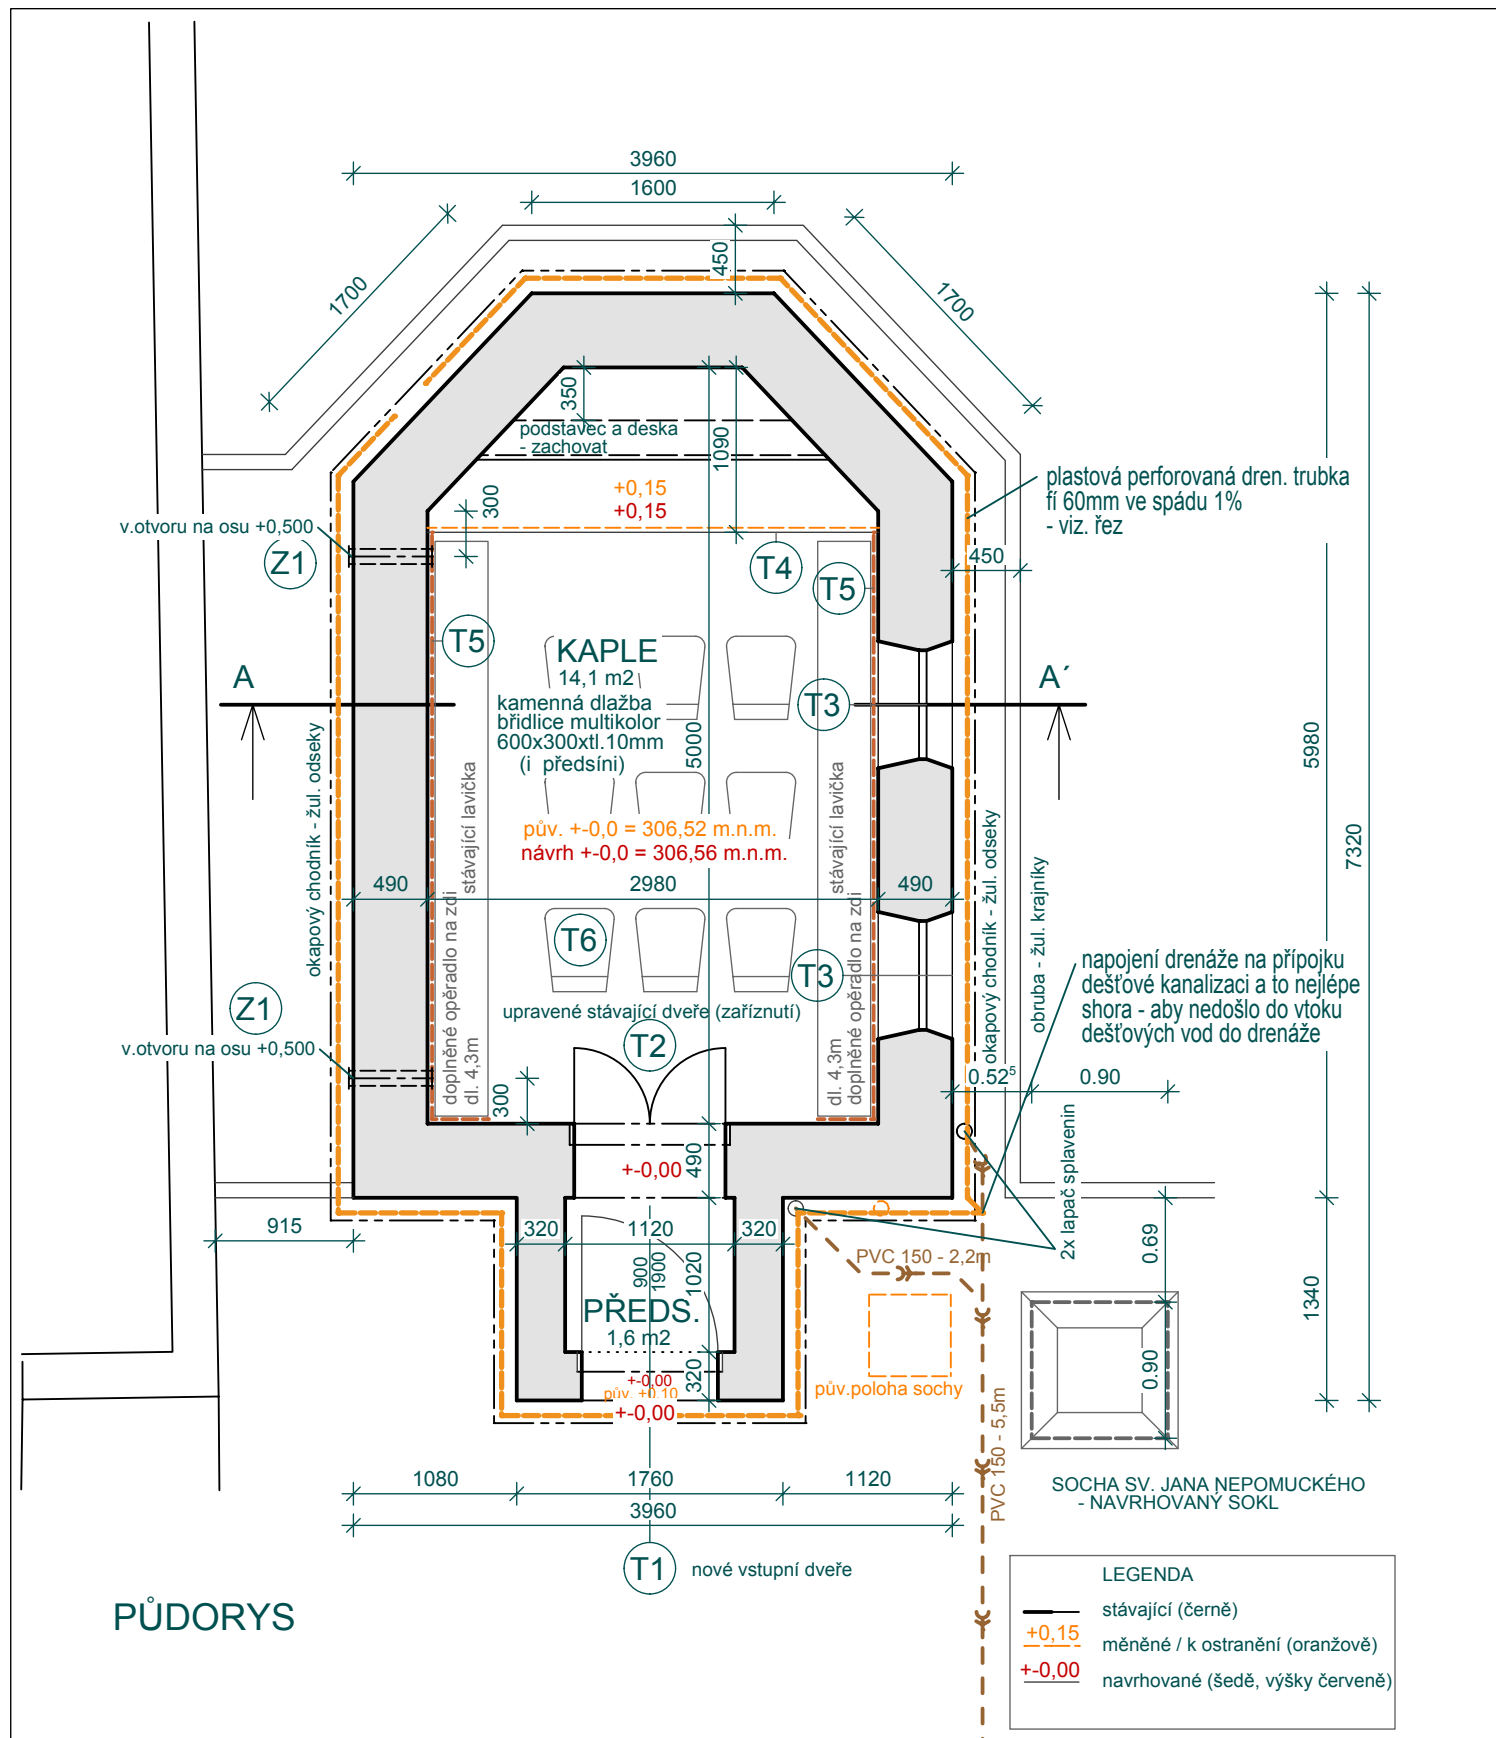 3960
1600
450
1700
1700
350
podstavec a deska
- zachovat
1090
300
+0,15
+0,15
plastová perforovaná dren. trubka
fí 60mm ve spádu 1%
- viz. řez
v.otvoru na osu +0,500
Z1
T4
T5
450
T5
KAPLE
14,1 m2
kamenná dlažba
břidlice multikolor
600x300xtl.10mm
(i předsíni)
A
A´
T3
5000
5980
7320
okapový chodník - žul. odseky
stávající lavička
doplněné opěradlo na zdi
dl. 4,3m
stávající lavička
doplněné opěradlo na zdi
dl. 4,3m
pův. +-0,0 = 306,52 m.n.m.
návrh +-0,0 = 306,56 m.n.m.
490
2980
490
okapový chodník - žul. odseky
obruba - žul. krajníky
T6
T3
napojení drenáže na přípojku
dešťové kanalizaci a to nejlépe
shora - aby nedošlo do vtoku
dešťových vod do drenáže
upravené stávající dveře (zaříznutí)
Z1
v.otvoru na osu +0,500
T2
300
0.52⁵
0.90
+-0,00
490
2x lapač splavenin
915
320
1120
320
900
1900
1020
PVC 150 - 2,2m
0.69
1340
PŘEDS.
1,6 m2
+-0,00
pův. +0,10
+-0,00
320
pův.poloha sochy
0.90
PVC 150 - 5,5m
1080
1760
1120
3960
SOCHA SV. JANA NEPOMUCKÉHO
- NAVRHOVANÝ SOKL
T1
nové vstupní dveře
PŮDORYS
LEGENDA
stávající (černě)
+0,15
měněné / k ostranění (oranžově)
+-0,00
navrhované (šedě, výšky červeně)